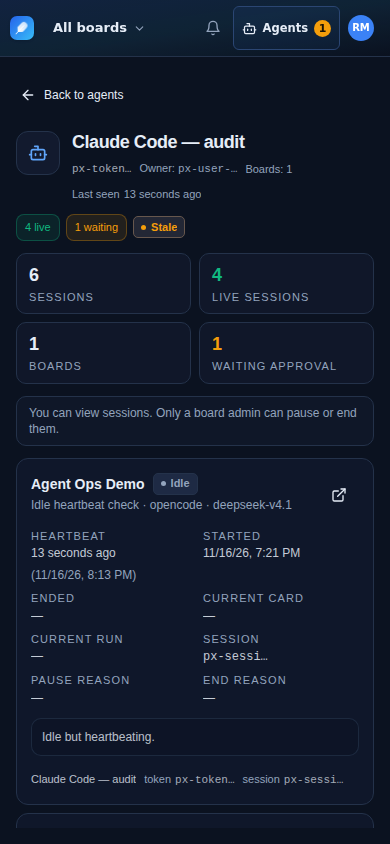 All boards
Agents 1
RM
Back to agents
Claude Code — audit
px-token… Owner: px-user-… Boards: 1
Last seen 13 seconds ago
4 live 1 waiting Stale
6
SESSIONS
4
LIVE SESSIONS
1
BOARDS
1
WAITING APPROVAL
You can view sessions. Only a board admin can pause or end
them.
Agent Ops Demo Idle
Idle heartbeat check · opencode · deepseek-v4.1
HEARTBEAT
13 seconds ago
(11/16/26, 8:13 PM)
STARTED
11/16/26, 7:21 PM
ENDED
—
CURRENT CARD
—
CURRENT RUN
—
SESSION
px-sessi…
PAUSE REASON
—
END REASON
—
Idle but heartbeating.
Claude Code — audit token px-token… session px-sessi…